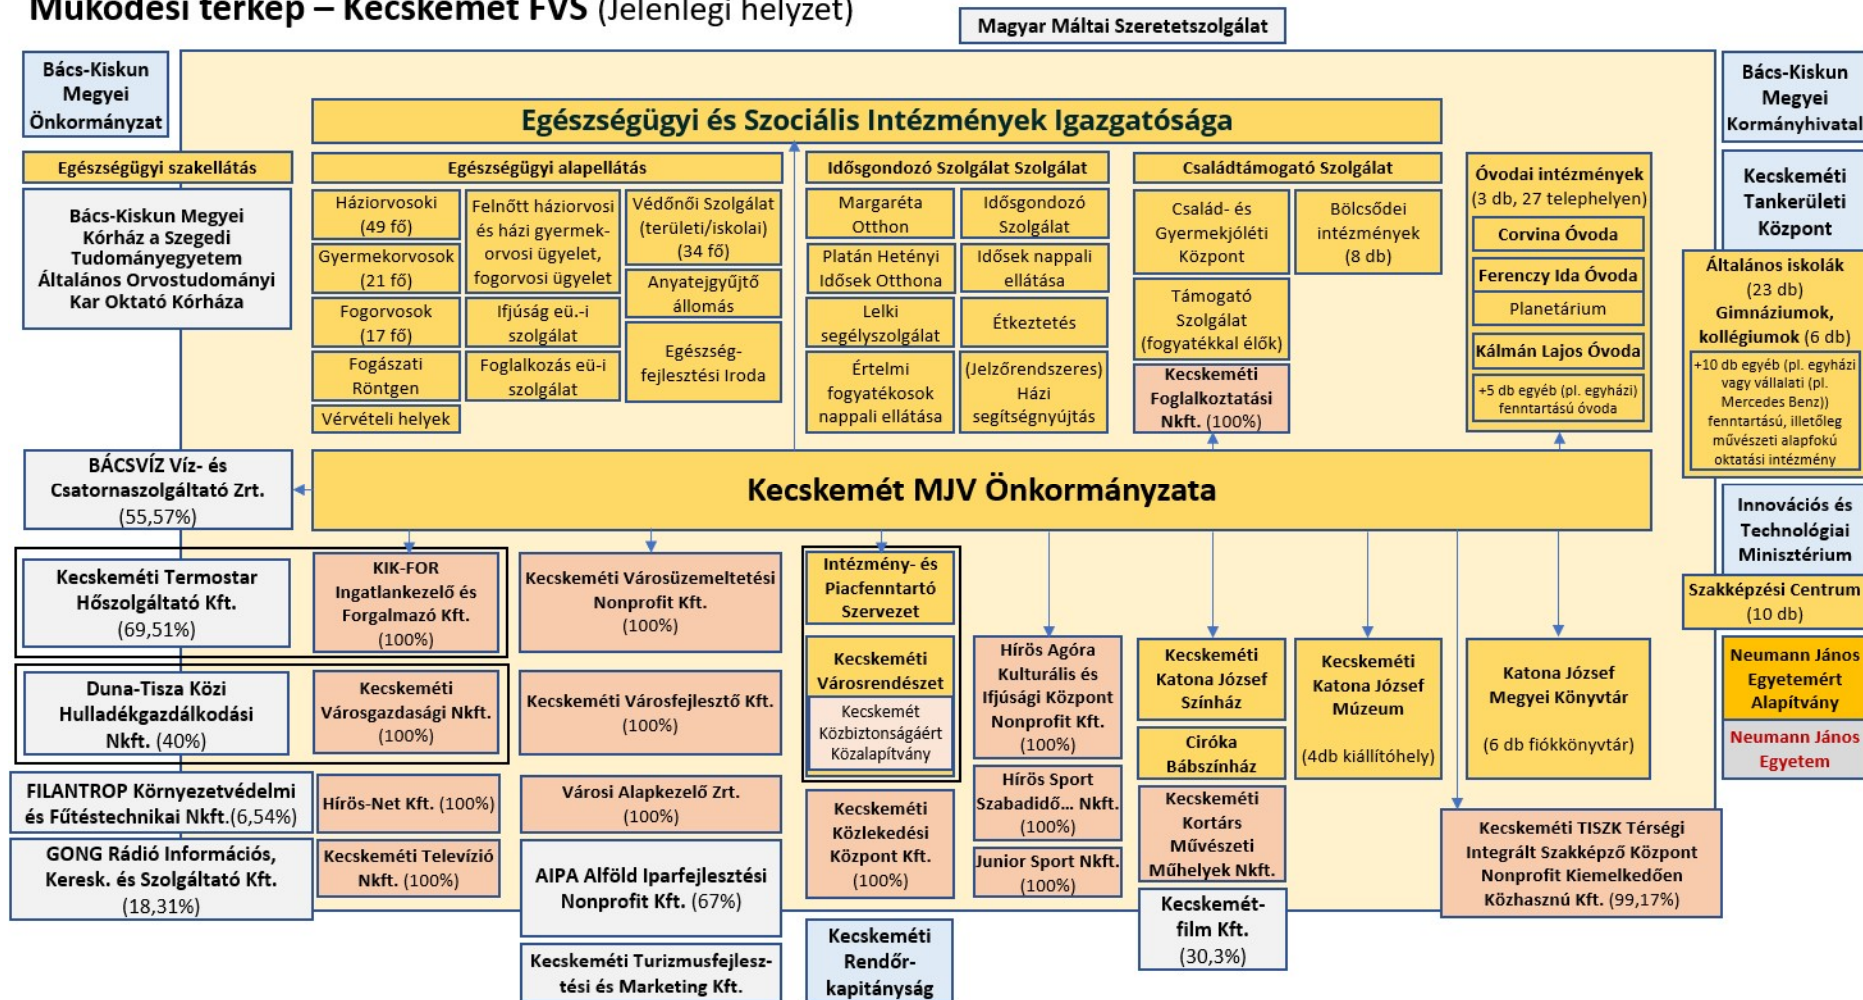 Működési térkép – Kecskemét FVS (Jelenlegi helyzet)
Magyar Máltai Szeretetszolgálat
Bács-Kiskun
Megyei
Önkormányzat
Bács-Kiskun
Megyei
Kormányhivatal
Egészségügyi és Szociális Intézmények Igazgatósága
Egészségügyi szakellátás
Bács-Kiskun Megyei
Kórház a Szegedi
Tudományegyetem
Általános Orvostudományi
Kar Oktató Kórháza
Egészségügyi alapellátás
Háziorvosoki
(49 fő)
Gyermekorvosok
(21 fő)
Fogorvosok
(17 fő)
Fogászati
Röntgen
Vérvételi helyek
Felnőtt háziorvosi
és házi gyermek-
orvosi ügyelet,
fogorvosi ügyelet
Ifjúság eü.-i
szolgálat
Foglalkozás eü-i
szolgálat
Védőnői Szolgálat
(területi/iskolai)
(34 fő)
Anyatejgyűjtő
állomás
Egészség-
fejlesztési Iroda
Idősgondozó Szolgálat Szolgálat
Margaréta
Otthon
Platán Hetényi
Idősek Otthona
Lelki
segélyszolgálat
Értelmi
fogyatékosok
nappali ellátása
Idősgondozó
Szolgálat
Idősek nappali
ellátása
Étkeztetés
(Jelzőrendszeres)
Házi
segítségnyújtás
Családtámogató Szolgálat
Család- és
Gyermekjóléti
Központ
Támogató
Szolgálat
(fogyatékkal élők)
Kecskeméti
Foglalkoztatási
Nkft. (100%)
Bölcsődei
intézmények
(8 db)
Óvodai intézmények
(3 db, 27 telephelyen)
Corvina Óvoda
Ferenczy Ida Óvoda
Planetárium
Kálmán Lajos Óvoda
+5 db egyéb (pl. egyházi)
fenntartású óvoda
Kecskeméti
Tankerületi
Központ
Általános iskolák
(23 db)
Gimnáziumok,
kollégiumok (6 db)
+10 db egyéb (pl. egyházi
vagy vállalati (pl.
Mercedes Benz))
fenntartású, illetőleg
művészeti alapfokú
oktatási intézmény
BÁCSVÍZ Víz- és
Csatornaszolgáltató Zrt.
(55,57%)
Kecskemét MJV Önkormányzata
Innovációs és
Technológiai
Minisztérium
Szakképzési Centrum
(10 db)
Neumann János
Egyetemért
Alapítvány
Neumann János
Egyetem
Kecskeméti Termostar
Hőszolgáltató Kft.
(69,51%)
KIK-FOR
Ingatlankezelő és
Forgalmazó Kft.
(100%)
Duna-Tisza Közi
Hulladékgazdálkodási
Nkft. (40%)
Kecskeméti
Városgazdasági Nkft.
(100%)
FILANTROP Környezetvédelmi
és Fűtéstechnikai Nkft.(6,54%)
Hírös-Net Kft. (100%)
GONG Rádió Információs,
Keresk. és Szolgáltató Kft.
(18,31%)
Kecskeméti Televízió
Nkft. (100%)
Kecskeméti Városüzemeltetési
Nonprofit Kft.
(100%)
Kecskeméti Városfejlesztő Kft.
(100%)
Városi Alapkezelő Zrt.
(100%)
AIPA Alföld Iparfejlesztési
Nonprofit Kft. (67%)
Kecskeméti Turizmusfejlesz-
tési és Marketing Kft.
Intézmény- és
Piacfenntartó
Szervezet
Kecskeméti
Városrendészet
Kecskemét
Közbiztonságáért
Közalapítvány
Kecskeméti
Közlekedési
Központ Kft.
(100%)
Kecskeméti
Rendőr-
kapitányság
Hírös Agóra
Kulturális és
Ifjúsági Központ
Nonprofit Kft.
(100%)
Hírös Sport
Szabadidő... Nkft.
(100%)
Junior Sport Nkft.
(100%)
Kecskeméti
Katona József
Színház
Ciróka
Bábszínház
Kecskeméti
Kortárs
Művészeti
Műhelyek Nkft.
Kecskemét-
film Kft.
(30,3%)
Kecskeméti
Katona József
Múzeum
(4db kiállítóhely)
Katona József
Megyei Könyvtár
(6 db fiókkönyvtár)
Kecskeméti TISZK Térségi
Integrált Szakképző Központ
Nonprofit Kiemelkedően
Közhasznú Kft. (99,17%)